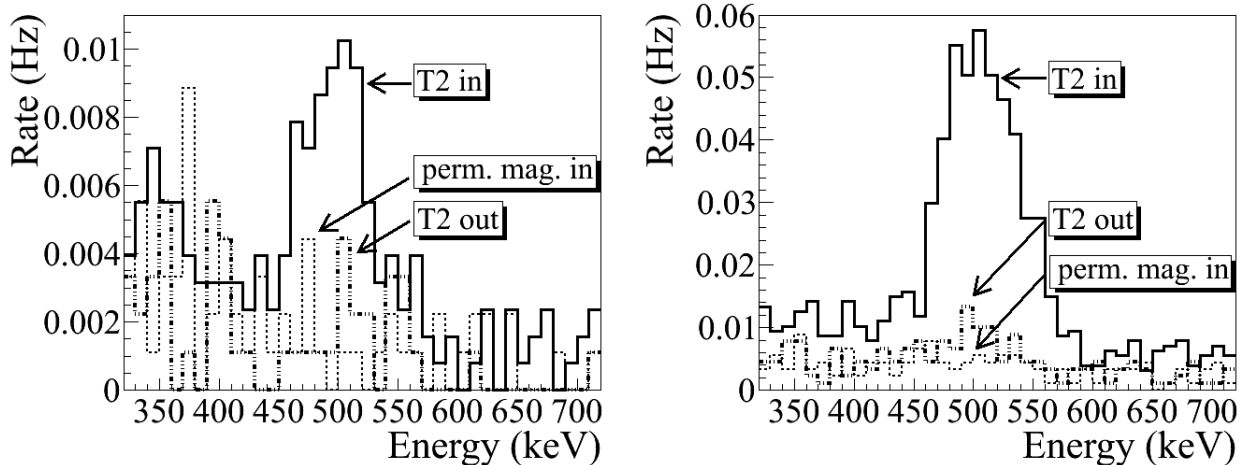 Rate (Hz)
0.01
0.008
0.006
0.004
0.002
0
T2 in
perm. mag. in
T2 out
350 400 450 500 550 600 650 700
Energy (keV)
Rate (Hz)
0.06
0.05
0.04
0.03
0.02
0.01
0
T2 in
T2 out
perm. mag. in
350 400 450 500 550 600 650 700
Energy (keV)